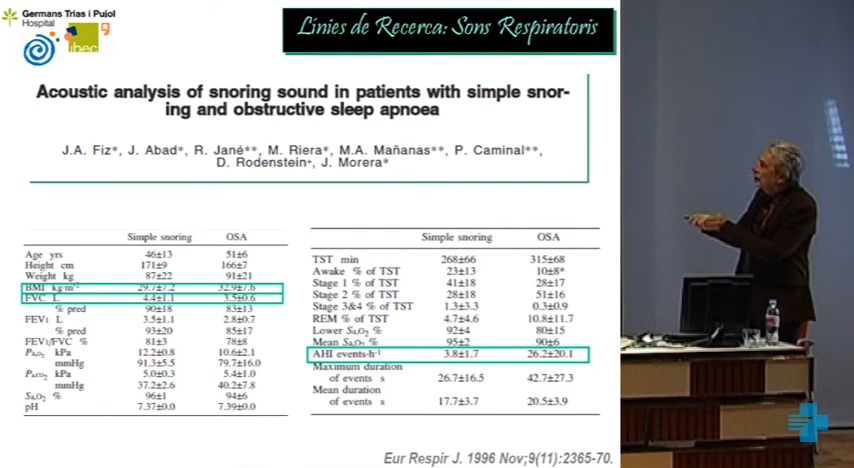 Germans Trias i Pujol
Hospital
ibec
Línies de Recerca: Sons Respiratoris
Acoustic analysis of snoring sound in patients with simple snor-
ing and obstructive sleep apnoea
J.A. Fiz*, J. Abad*, R. Jané**, M. Riera*, M.A. Mañanas**, P. Caminal**,
D. Rodenstein+, J. Morera*
Simple snoring OSA
Age yrs 46±13 51±6
Height cm 171±9 166±7
Weight kg 87±22 91±21
BMI kg·m-2 29.7±7.2 32.9±7.6
FVC L 4.4±1.1 3.5±0.6
% pred 90±18 83±13
FEV1 L 3.5±1.1 2.8±0.7
% pred 93±20 85±17
FEV1/FVC % 81±3 78±8
Pa,O2 kPa 12.2±0.8 10.6±2.1
mmHg 91.3±5.5 79.7±16.0
Pa,CO2 kPa 5.0±0.3 5.4±1.0
mmHg 37.2±2.6 40.2±7.8
Sa,O2 % 96±1 94±6
pH 7.37±0.0 7.39±0.0
Simple snoring OSA
TST min 268±66 315±68
Awake % of TST 23±13 10±8*
Stage 1 % of TST 41±18 28±17
Stage 2 % of TST 28±18 51±16
Stage 3&4 % of TST 1.3±3.3 0.3±0.9
REM % of TST 4.7±4.6 10.8±11.7
Lower Sa,O2 % 92±4 80±15
Mean Sa,O2 % 95±2 90±6
AHI events·h-1 3.8±1.7 26.2±20.1
Maximum duration
of events s 26.7±16.5 42.7±27.3
Mean duration
of events s 17.7±3.7 20.5±3.9
Eur Respir J. 1996 Nov;9(11):2365-70.